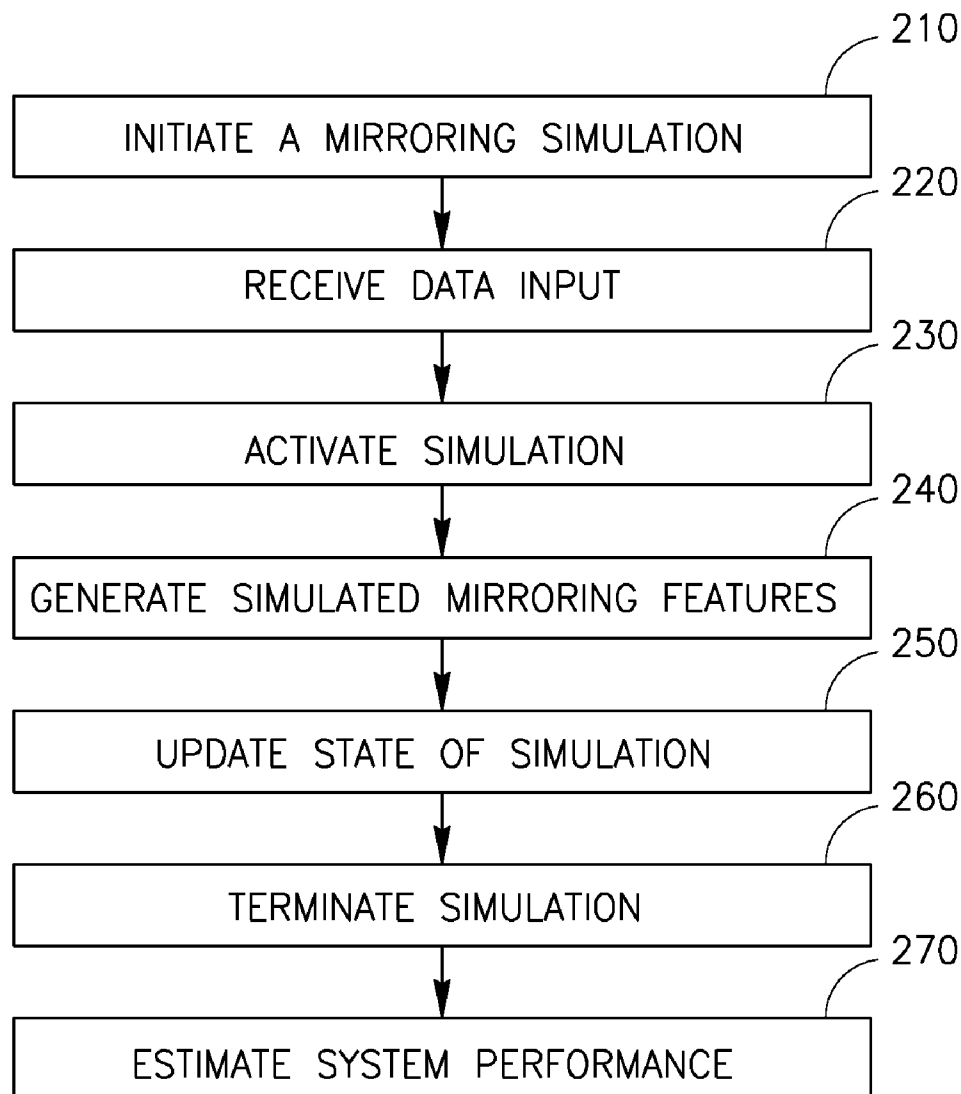 210
INITIATE A MIRRORING SIMULATION
220
RECEIVE DATA INPUT
230
ACTIVATE SIMULATION
240
GENERATE SIMULATED MIRRORING FEATURES
250
UPDATE STATE OF SIMULATION
260
TERMINATE SIMULATION
270
ESTIMATE SYSTEM PERFORMANCE